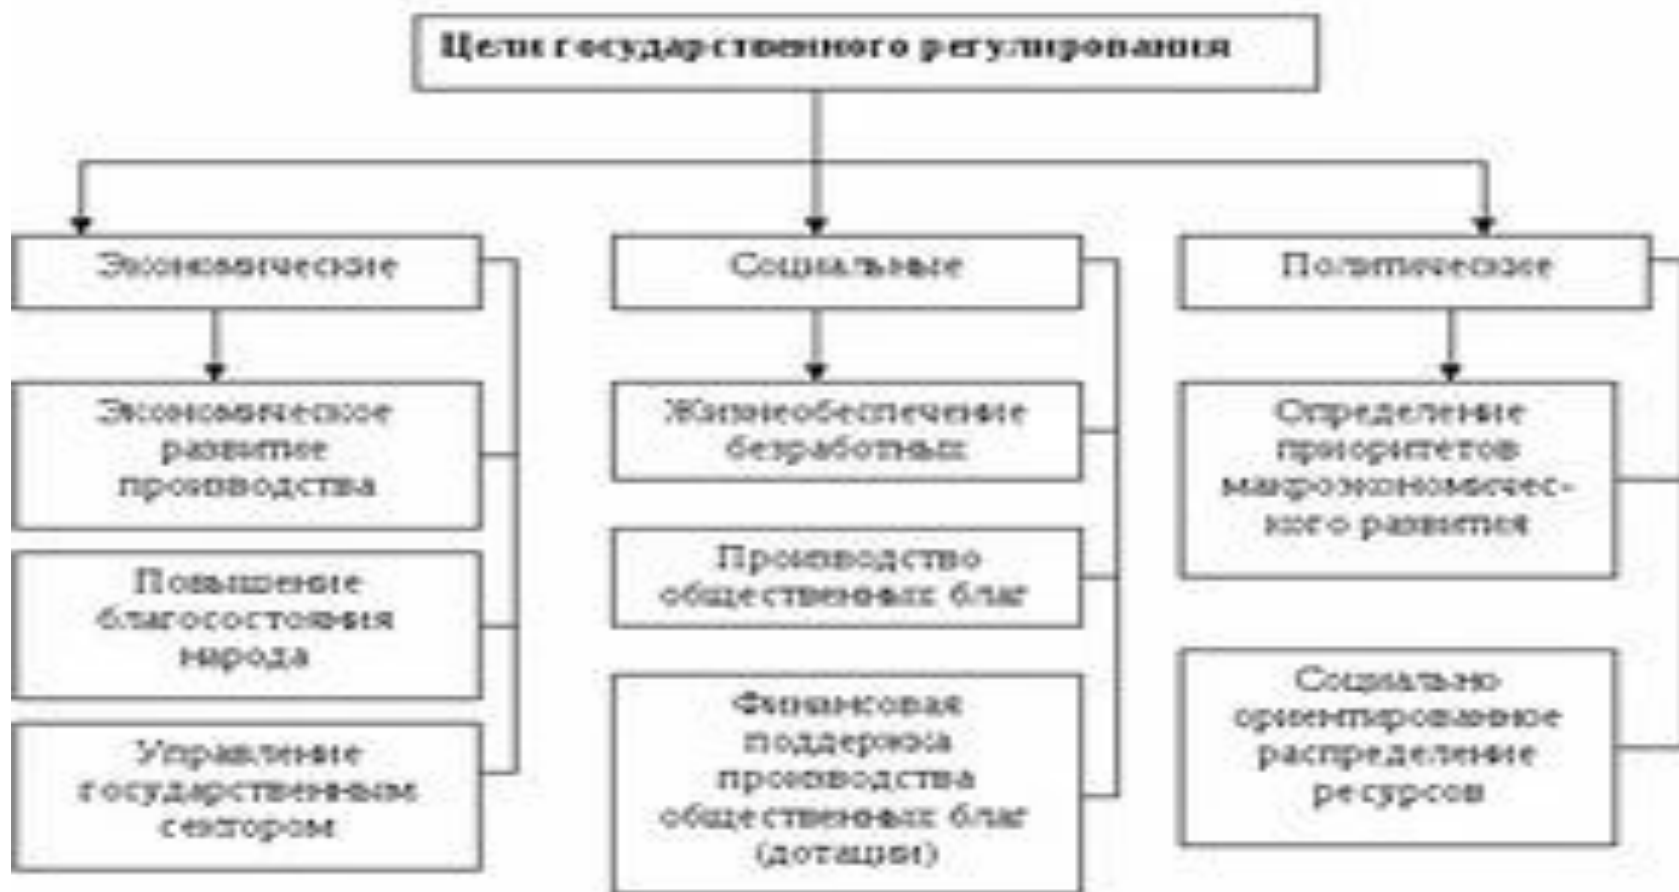 Цели государственного регулирования
Экономические
Экономическое
развитие
производства
Повышение
благосостояния
народа
Управление
государственным
сектором
Социальные
Жизнеобеспечение
безработных
Производство
общественных благ
Финансовая
поддержка
производства
общественных благ
(дотации)
Политические
Определение
приоритетов
макроэкономичес-
кого развития
Социально
ориентированное
распределение
ресурсов